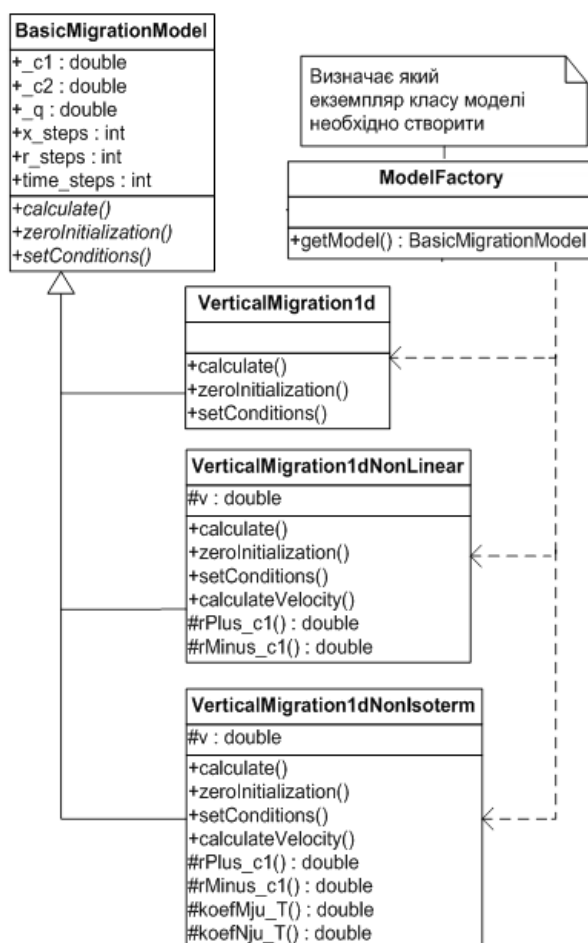 BasicMigrationModel
+_c1 : double
+_c2 : double
+_q : double
+x_steps : int
+r_steps : int
+time_steps : int
+calculate()
+zeroInitialization()
+setConditions()
Визначає який
екземпляр класу моделі
необхідно створити
ModelFactory
+getModel() : BasicMigrationModel
VerticalMigration1d
+calculate()
+zeroInitialization()
+setConditions()
VerticalMigration1dNonLinear
#v : double
+calculate()
+zeroInitialization()
+setConditions()
+calculateVelocity()
#rPlus_c1() : double
#rMinus_c1() : double
VerticalMigration1dNonIsoterm
#v : double
+calculate()
+zeroInitialization()
+setConditions()
+calculateVelocity()
#rPlus_c1() : double
#rMinus_c1() : double
#koefMju_T() : double
#koefNju_T() : double